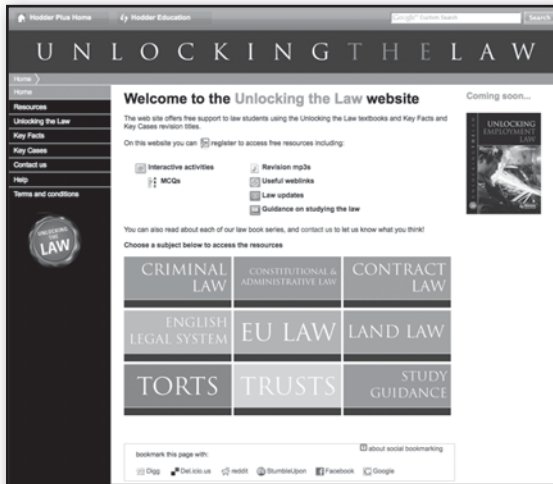 Hodder Plus Home
Hodder Education
Google™ Custom Search
Search
UNLOCKINGTHELAW
Home
Home
Resources
Unlocking the Law
Key Facts
Key Cases
Contact us
Help
Terms and conditions
UNLOCKING
THE
LAW
Welcome to the Unlocking the Law website
The web site offers free support to law students using the Unlocking the Law textbooks and Key Facts and
Key Cases revision titles.
On this website you can register to access free resources including:
Interactive activities
MCQs
Revision mp3s
Useful weblinks
Law updates
Guidance on studying the law
You can also read about each of our law book series, and contact us to let us know what you think!
Choose a subject below to access the resources
CRIMINAL
LAW
CONSTITUTIONAL &
ADMINISTRATIVE LAW
CONTRACT
LAW
ENGLISH
LEGAL SYSTEM
EU LAW
LAND LAW
TORTS
TRUSTS
STUDY
GUIDANCE
Coming soon...
UNLOCKING
EMPLOYMENT
LAW
bookmark this page with:
about social bookmarking
Digg
Del.icio.us
reddit
StumbleUpon
Facebook
Google